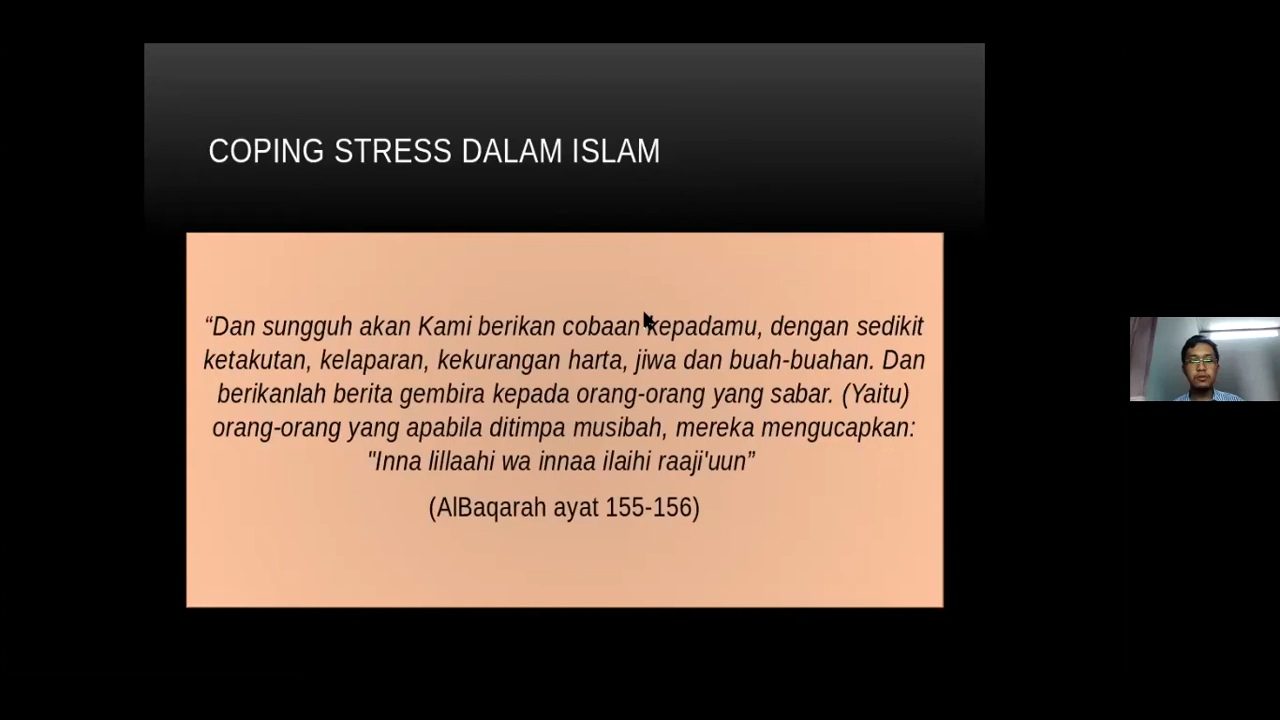 COPING STRESS DALAM ISLAM
“Dan sungguh akan Kami berikan cobaan kepadamu, dengan sedikit
ketakutan, kelaparan, kekurangan harta, jiwa dan buah-buahan. Dan
berikanlah berita gembira kepada orang-orang yang sabar. (Yaitu)
orang-orang yang apabila ditimpa musibah, mereka mengucapkan:
"Inna lillaahi wa innaa ilaihi raaji'uun”
(AlBaqarah ayat 155-156)